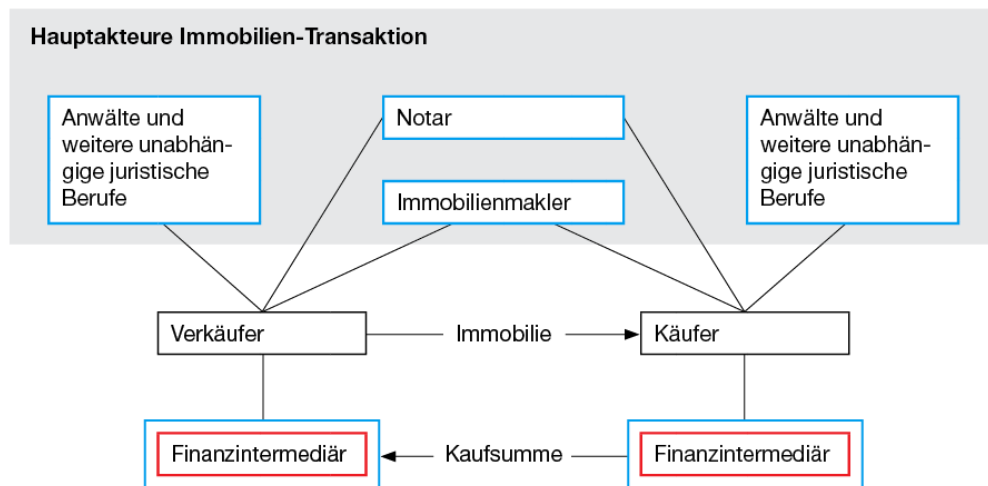 Hauptakteure Immobilien-Transaktion
Anwälte und
weitere unabhän-
gige juristische
Berufe
Notar
Immobilienmakler
Anwälte und
weitere unabhän-
gige juristische
Berufe
Verkäufer
Immobilie
Käufer
Finanzintermediär
Kaufsumme
Finanzintermediär